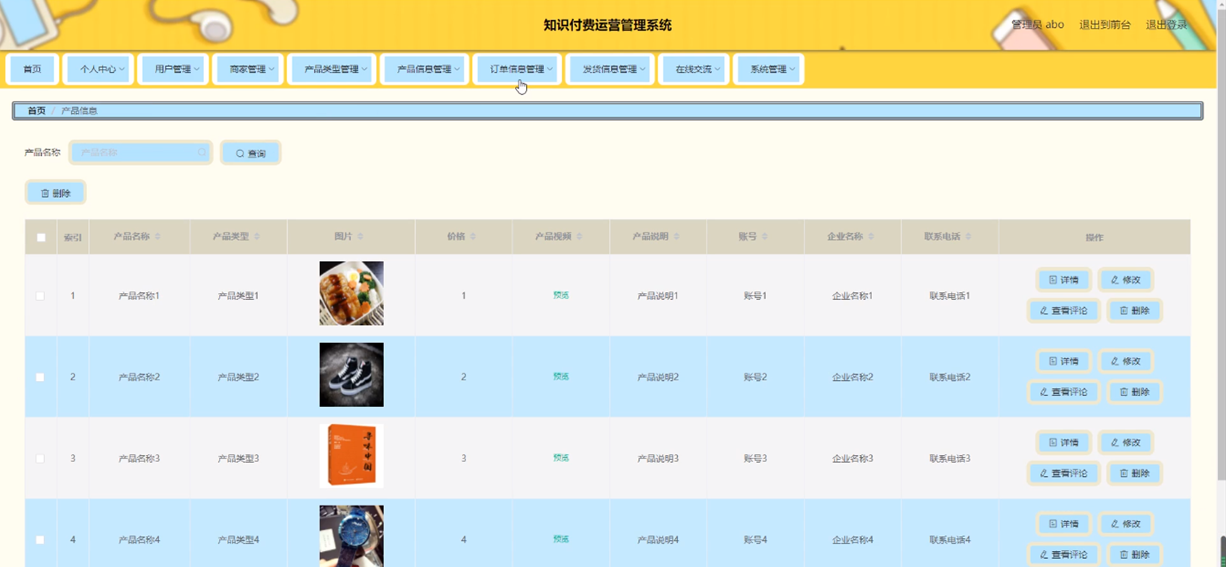 知识付费运营管理系统
管理员 abo 退出到前台 退出登录
首页 个人中心 用户管理 商家管理 产品类型管理 产品信息管理 订单信息管理 发货信息管理 在线交流 系统管理
首页 / 产品信息
产品名称 产品名称 查询
删除
索引 产品名称 产品类型 图片 价格 产品视频 产品说明 账号 企业名称 联系电话 操作
1 产品名称1 产品类型1 1 预览 产品说明1 账号1 企业名称1 联系电话1 详情 修改
查看评论 删除
2 产品名称2 产品类型2 2 预览 产品说明2 账号2 企业名称2 联系电话2 详情 修改
查看评论 删除
寻味中国
3 产品名称3 产品类型3 3 预览 产品说明3 账号3 企业名称3 联系电话3 详情 修改
查看评论 删除
4 产品名称4 产品类型4 4 预览 产品说明4 账号4 企业名称4 联系电话4 详情 修改
查看评论 删除